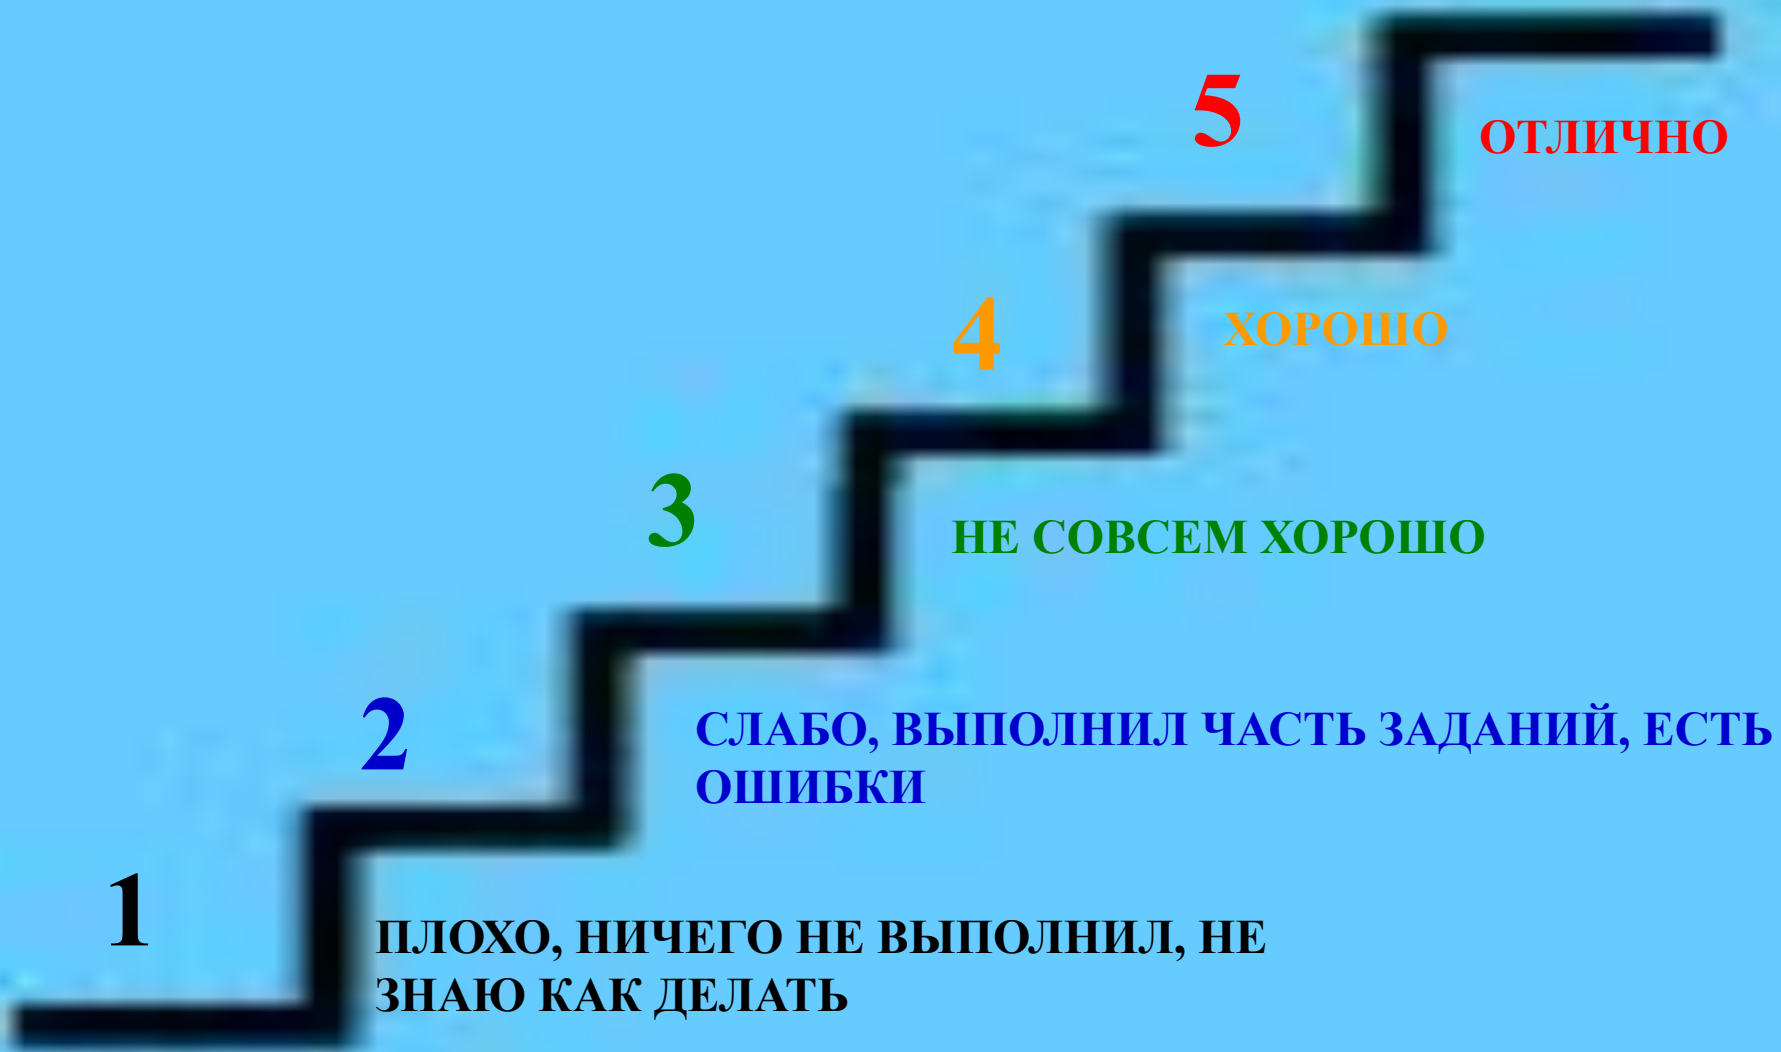 5
ОТЛИЧНО
4
ХОРОШО
3
НЕ СОВСЕМ ХОРОШО
2
СЛАБО, ВЫПОЛНИЛ ЧАСТЬ ЗАДАНИЙ, ЕСТЬ
ОШИБКИ
1
ПЛОХО, НИЧЕГО НЕ ВЫПОЛНИЛ, НЕ
ЗНАЮ КАК ДЕЛАТЬ